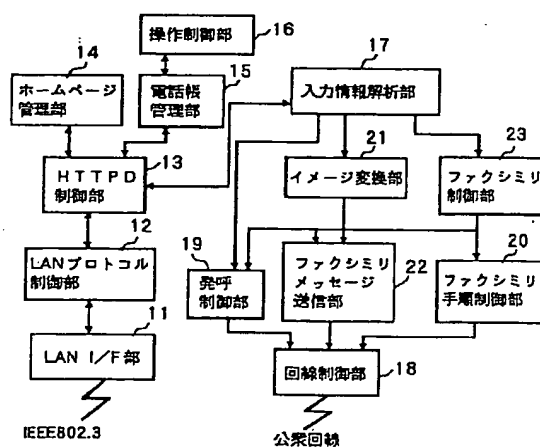 操作制御部
16
14
ホームページ
管理部
15
電話帳
管理部
17
入力情報解析部
13
HTTPD
制御部
21
イメージ変換部
23
ファクシミリ
制御部
12
LANプロトコル
制御部
19
発呼
制御部
ファクシミリ
メッセージ
送信部
22
20
ファクシミリ
手順制御部
11
LAN I/F部
回線制御部
18
IEEE802.3
公衆回線